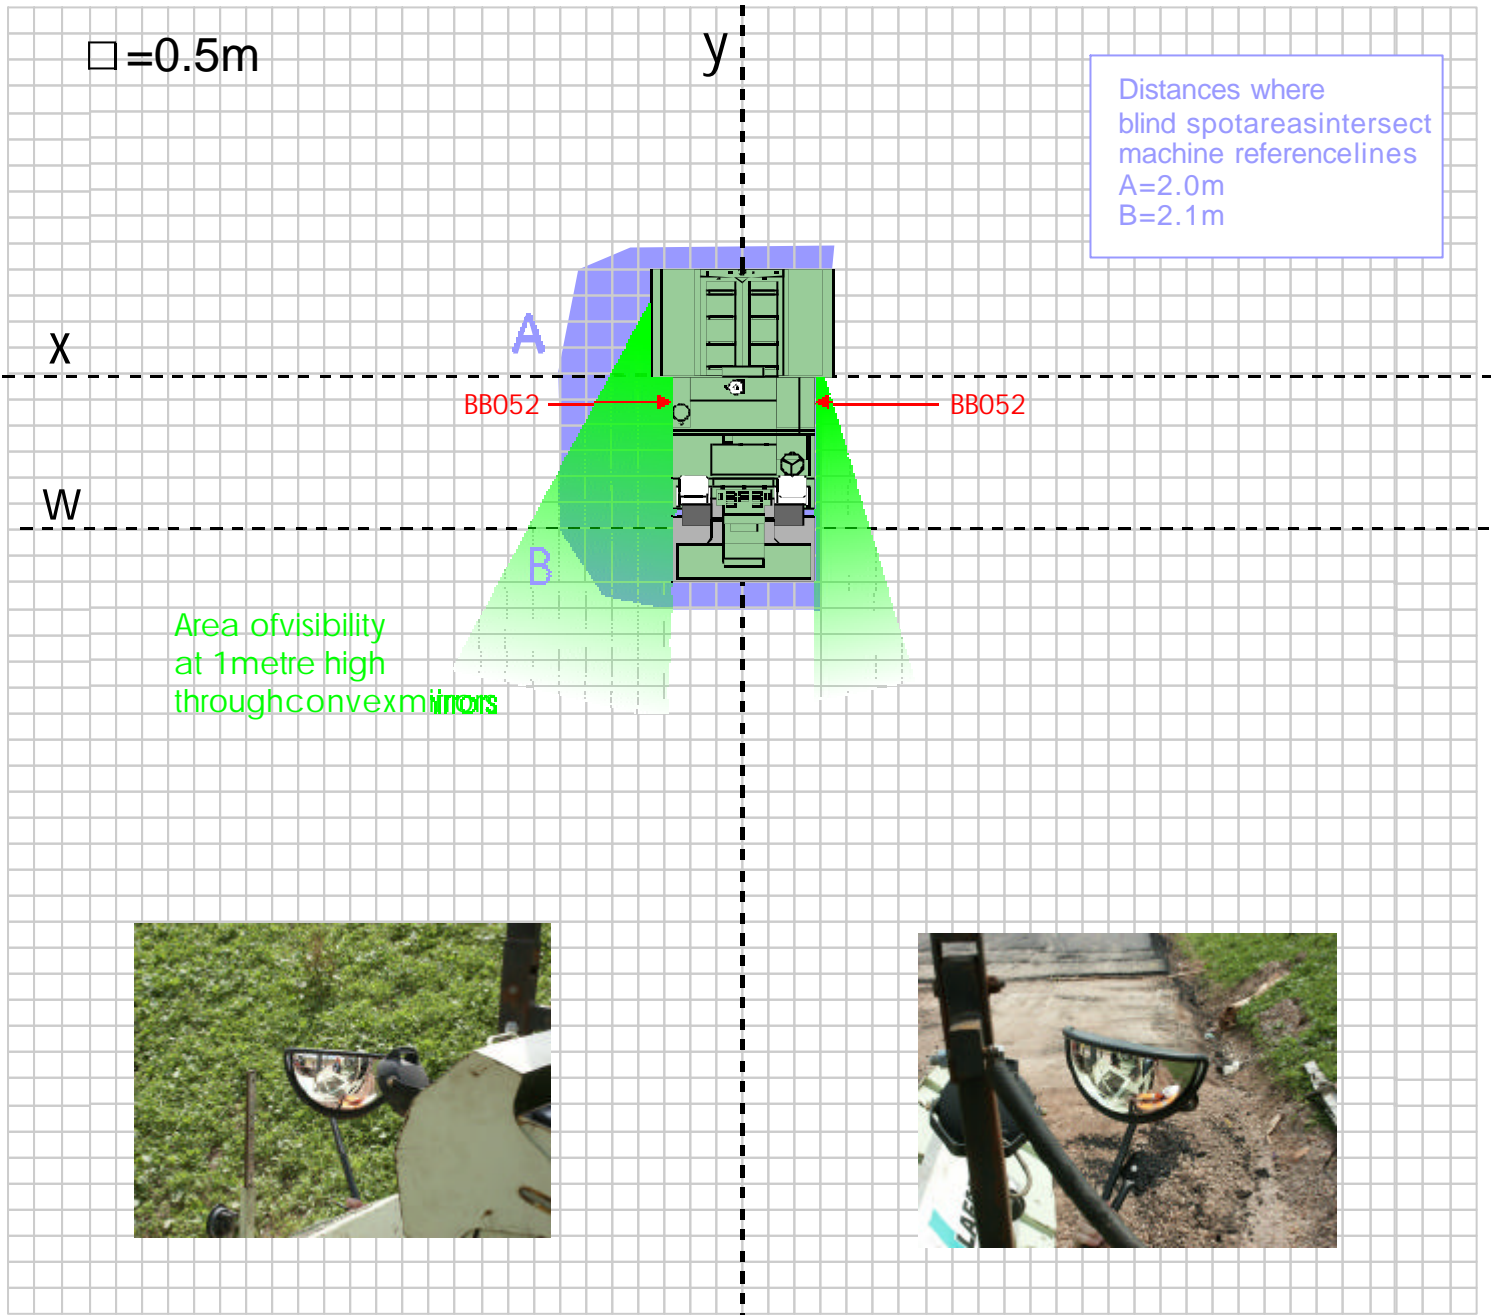 □=0.5m
y
Distances where
blind spotareasintersect
machine referencelines
A=2.0m
B=2.1m
A
X
BB052
BB052
W
B
Area ofvisibility
at 1metre high
throughconvexmirrors